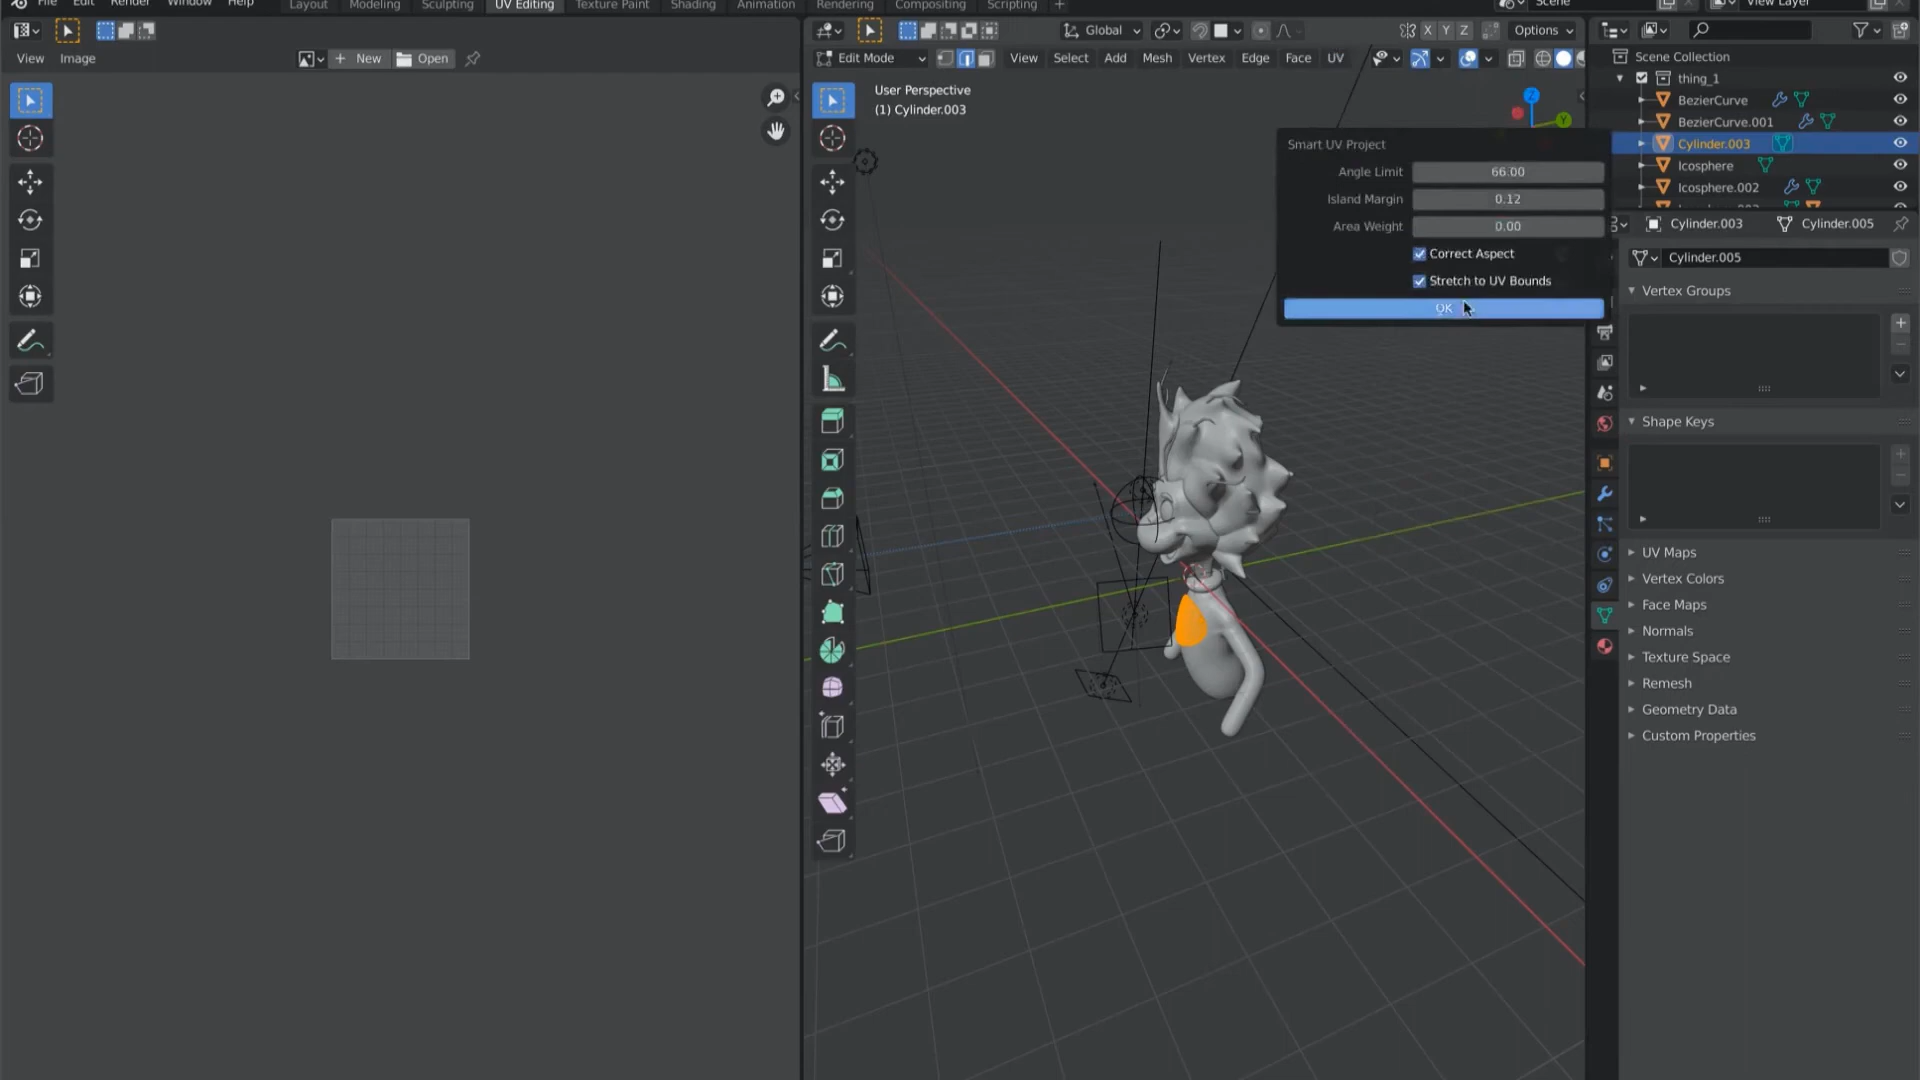 File Edit Render Window Help Layout Modeling Sculpting UV Editing Texture Paint Shading Animation Rendering Compositing Scripting + Scene View Layer
Global X Y Z Options
View Image + New Open
Edit Mode View Select Add Mesh Vertex Edge Face UV
User Perspective
(1) Cylinder.003
Z
Y
Smart UV Project
Angle Limit 66.00
Island Margin 0.12
Area Weight 0.00
Correct Aspect
Stretch to UV Bounds
OK
Scene Collection
thing_1
BezierCurve
BezierCurve.001
Cylinder.003
Icosphere
Icosphere.002
Cylinder.003 Cylinder.005
Cylinder.005
Vertex Groups
Shape Keys
UV Maps
Vertex Colors
Face Maps
Normals
Texture Space
Remesh
Geometry Data
Custom Properties